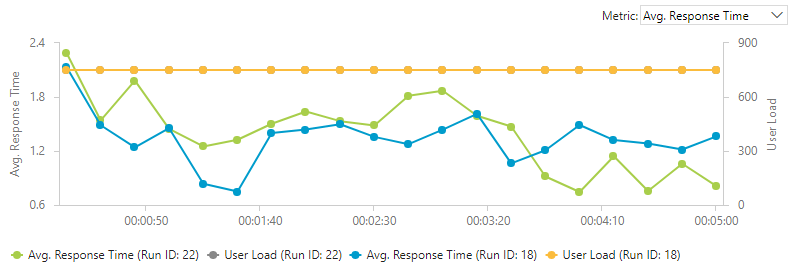 Metric: Avg. Response Time
2.4
1.8
1.2
0.6
Avg. Response Time
900
600
300
0
User Load
00:00:50
00:01:40
00:02:30
00:03:20
00:04:10
00:05:00
Avg. Response Time (Run ID: 22)
User Load (Run ID: 22)
Avg. Response Time (Run ID: 18)
User Load (Run ID: 18)